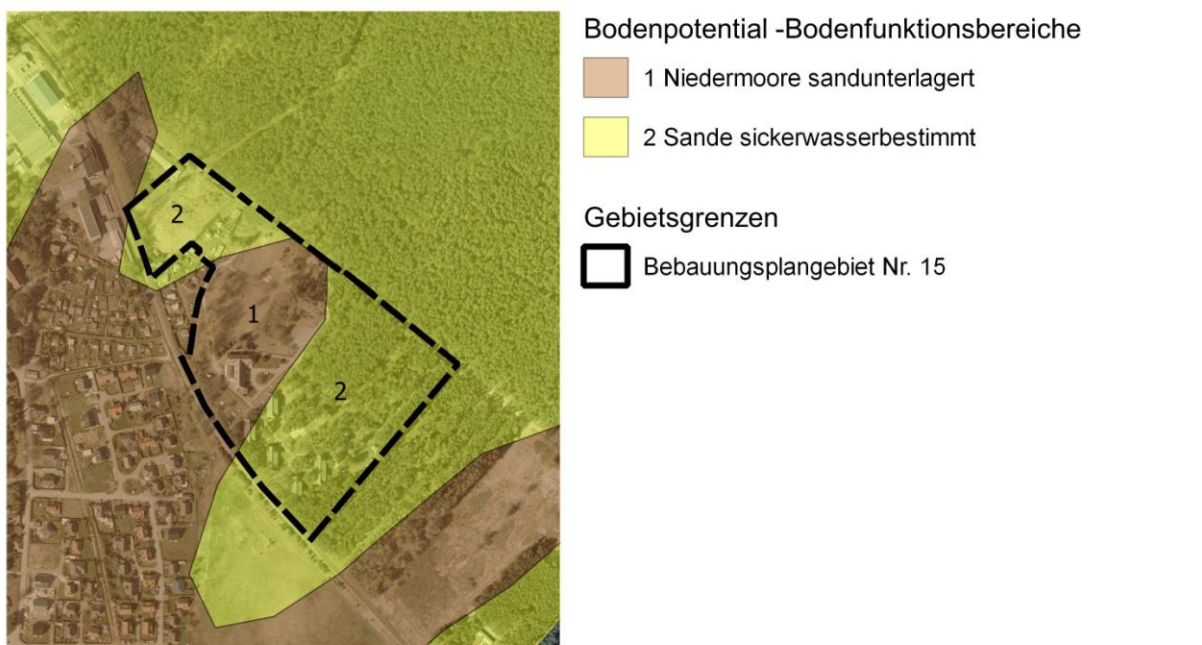 Bodenpotential -Bodenfunktionsbereiche
1 Niedermoore sandunterlagert
2 Sande sickerwasserbestimmt
Gebietsgrenzen
Bebauungsplangebiet Nr. 15
2
1
2